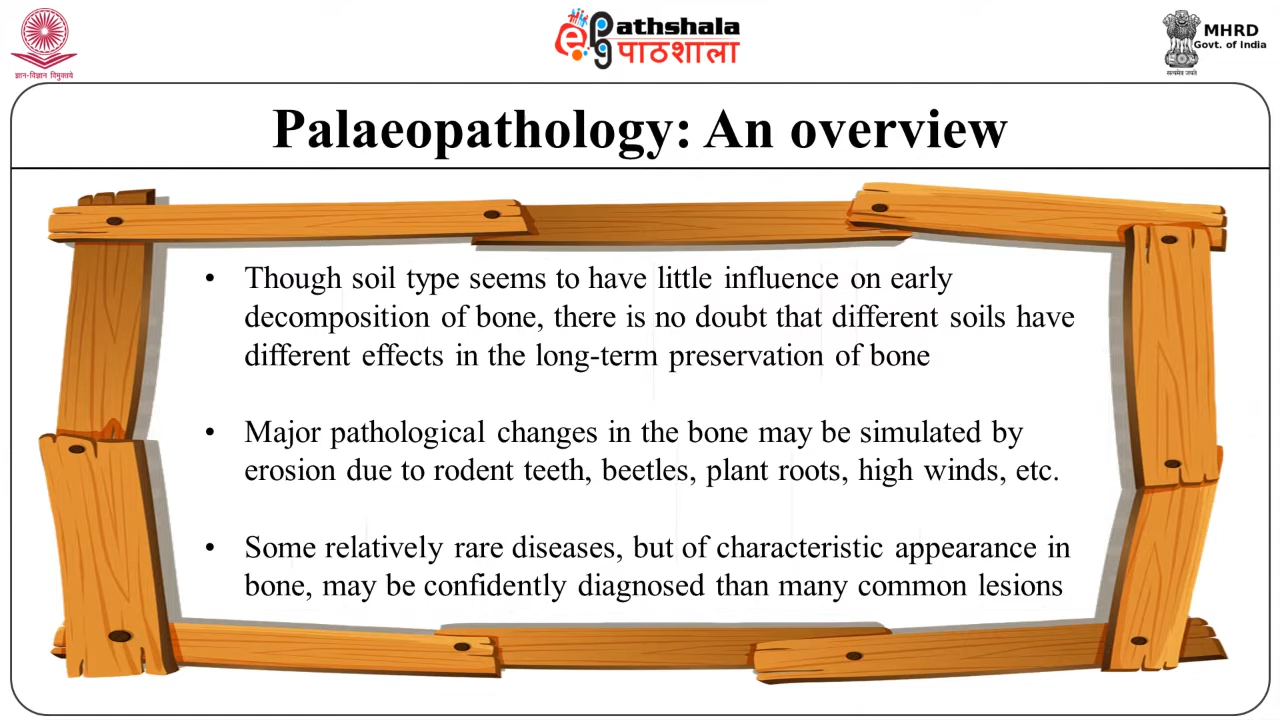 ज्ञान-विज्ञान विमुक्तये
ePathshala
पाठशाला
MHRD
Govt. of India
सत्यमेव जयते
Palaeopathology: An overview
• Though soil type seems to have little influence on early
decomposition of bone, there is no doubt that different soils have
different effects in the long-term preservation of bone
• Major pathological changes in the bone may be simulated by
erosion due to rodent teeth, beetles, plant roots, high winds, etc.
• Some relatively rare diseases, but of characteristic appearance in
bone, may be confidently diagnosed than many common lesions